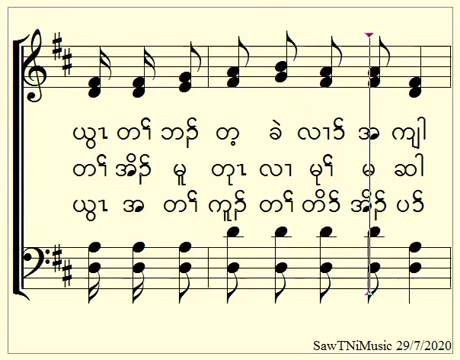 ယွၤ တၢ် ဘၣ် တ့ ခဲ လၢာ် အ ကျါ
တၢ် အိၣ် မူ တုၤ လၢ မုၢ် မ ဆါ
ယွၤ အ တၢ် ကူၣ် တၢ် တိာ် အိၣ် ပာ်
SawTNiMusic 29/7/2020